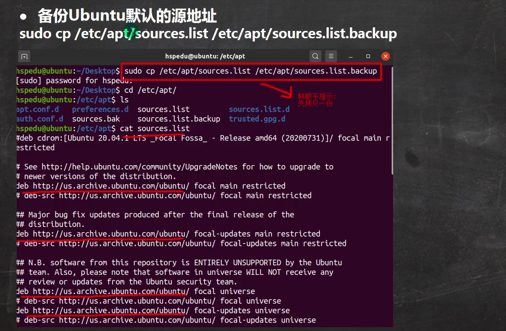 ● 备份Ubuntu默认的源地址
sudo cp /etc/apt/sources.list /etc/apt/sources.list.backup
hspedu@ubuntu: /etc/apt
hspedu@ubuntu:~/Desktop$ sudo cp /etc/apt/sources.list /etc/apt/sources.list.backup
[sudo] password for hspedu:
hspedu@ubuntu:~/Desktop$ cd /etc/apt/
hspedu@ubuntu:/etc/apt$ ls
apt.conf.d preferences.d sources.list sources.list.d
auth.conf.d sources.bak sources.list.backup trusted.gpg.d
hspedu@ubuntu:/etc/apt$ cat sources.list
#deb cdrom:[Ubuntu 20.04.1 LTS _Focal Fossa_ - Release amd64 (20200731)]/ focal main r
estricted
# See http://help.ubuntu.com/community/UpgradeNotes for how to upgrade to
# newer versions of the distribution.
deb http://us.archive.ubuntu.com/ubuntu/ focal main restricted
# deb-src http://us.archive.ubuntu.com/ubuntu/ focal main restricted
## Major bug fix updates produced after the final release of the
## distribution.
deb http://us.archive.ubuntu.com/ubuntu/ focal-updates main restricted
# deb-src http://us.archive.ubuntu.com/ubuntu/ focal-updates main restricted
## N.B. software from this repository is ENTIRELY UNSUPPORTED by the Ubuntu
## team. Also, please note that software in universe WILL NOT receive any
## review or updates from the Ubuntu security team.
deb http://us.archive.ubuntu.com/ubuntu/ focal universe
# deb-src http://us.archive.ubuntu.com/ubuntu/ focal universe
deb http://us.archive.ubuntu.com/ubuntu/ focal-updates universe
# deb-src http://us.archive.ubuntu.com/ubuntu/ focal-updates universe